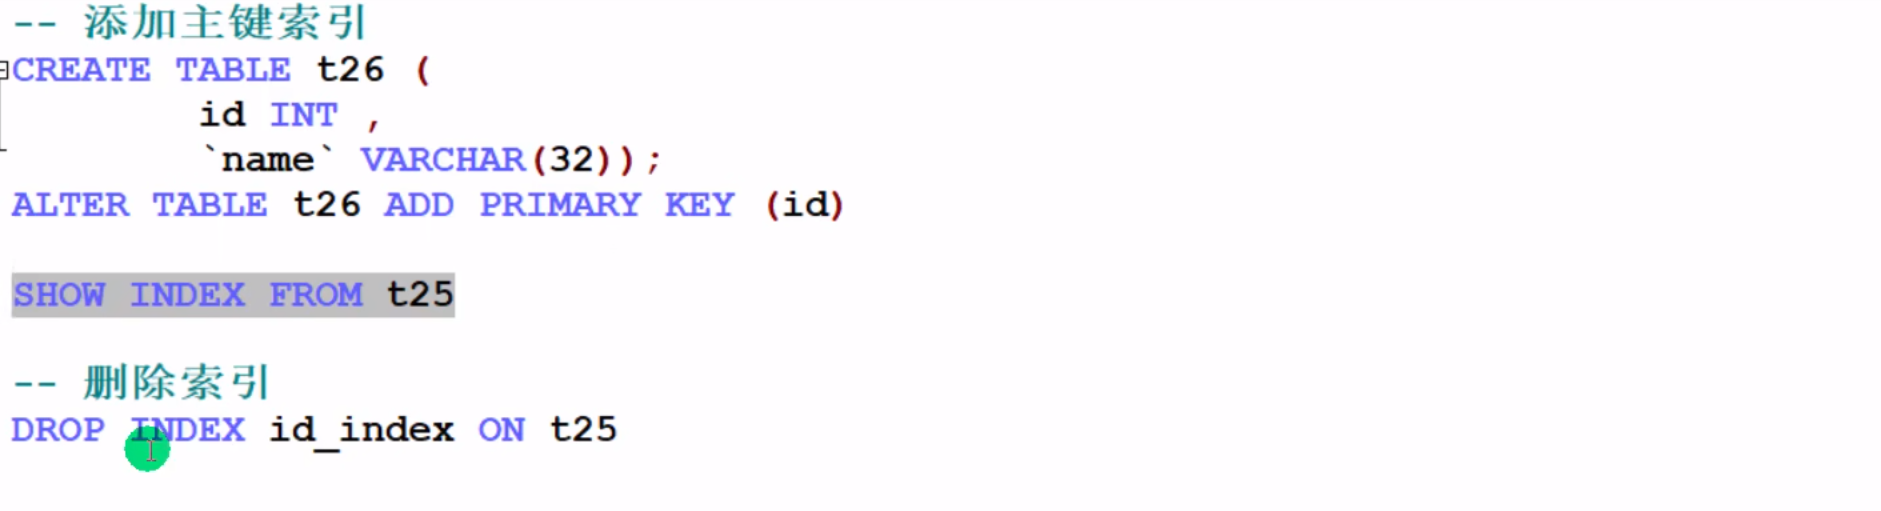 -- 添加主键索引
CREATE TABLE t26 (
id INT ,
`name` VARCHAR(32));
ALTER TABLE t26 ADD PRIMARY KEY (id)
SHOW INDEX FROM t25
-- 删除索引
DROP INDEX id_index ON t25